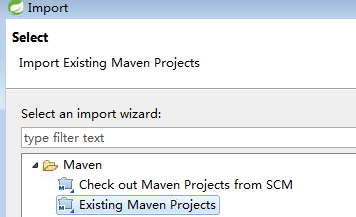 Import
Select
Import Existing Maven Projects
Select an import wizard:
type filter text
Maven
Check out Maven Projects from SCM
Existing Maven Projects